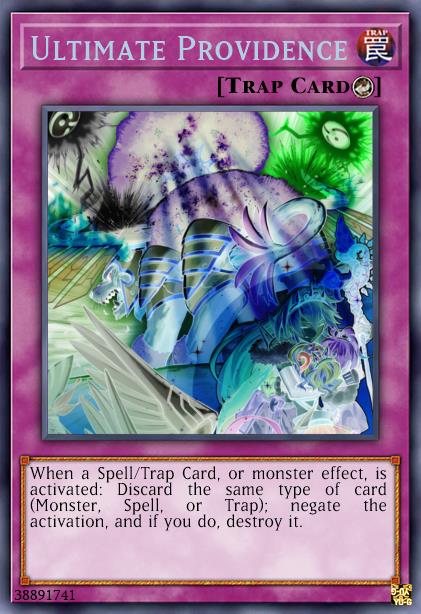 ULTIMATE PROVIDENCE
TRAP
罠
[TRAP CARD]
When a Spell/Trap Card, or monster effect, is
activated: Discard the same type of card
(Monster, Spell, or Trap); negate the
activation, and if you do, destroy it.
38891741